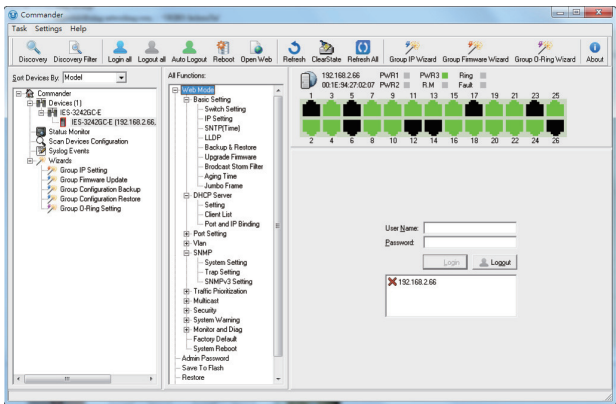 Commander
Task Settings Help
Discovery Discovery Filter Login all Logout all Auto Logout Reboot Open Web Refresh ClearState Refresh All Group IP Wizard Group Firmware Wizard Group O-Ring Wizard About
Sort Devices By: Model
Commander
Devices (1)
IES-3242GC-E
IES-3242GC-E (192.168.2.66,
Status Monitor
Scan Devices Configuration
Syslog Events
Wizards
Group IP Setting
Group Firmware Update
Group Configuration Backup
Group Configuration Restore
Group O-Ring Setting
All Functions:
Web Mode
Basic Setting
Switch Setting
IP Setting
SNTP(Time)
LLDP
Backup & Restore
Upgrade Firmware
Brodcast Storm Filter
Aging Time
Jumbo Frame
DHCP Server
Setting
Client List
Port and IP Binding
Port Setting
Vlan
SNMP
System Setting
Trap Setting
SNMPv3 Setting
Traffic Prioritization
Multicast
Security
System Warning
Monitor and Diag
Factory Default
System Reboot
Admin Password
Save To Flash
Restore
192.168.2.66 PWR1 PWR3 Ring
00:1E:94:27:02:07 PWR2 R.M Fault
1 3 5 7 9 11 13 15 17 19 21 23 25
2 4 6 8 10 12 14 16 18 20 22 24 26
User Name:
Password:
Login Logout
192.168.2.66